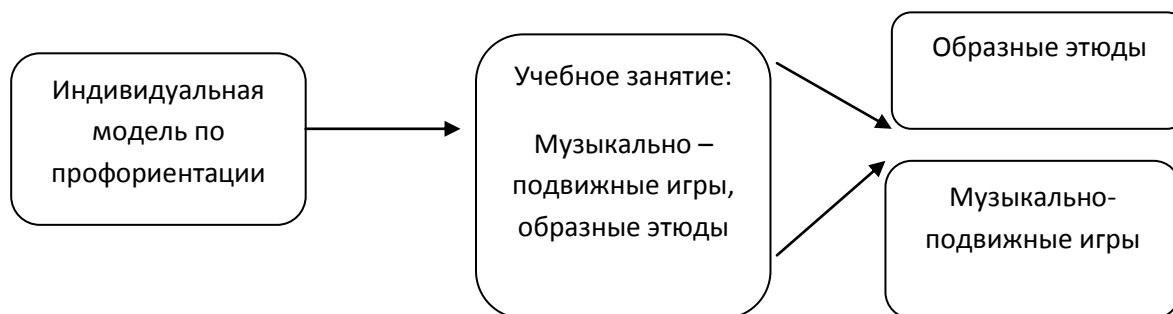 Индивидуальная
модель по
профориентации
Учебное занятие:
Музыкально –
подвижные игры,
образные этюды
Образные этюды
Музыкально-
подвижные игры